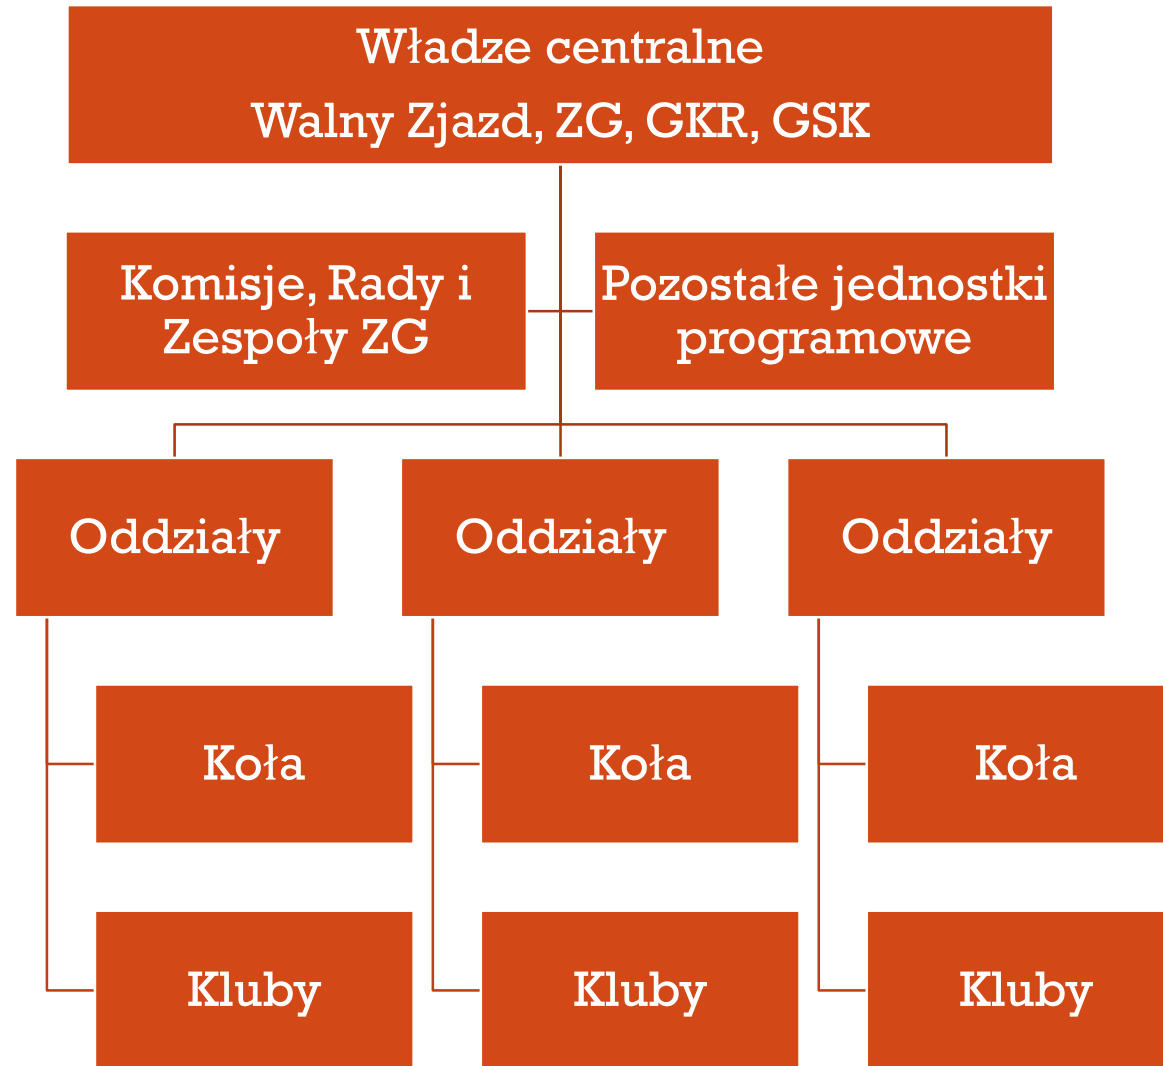 Władze centralne
Walny Zjazd, ZG, GKR, GSK
Komisje, Rady i
Zespoły ZG
Pozostałe jednostki
programowe
Oddziały
Oddziały
Oddziały
Koła
Koła
Koła
Kluby
Kluby
Kluby